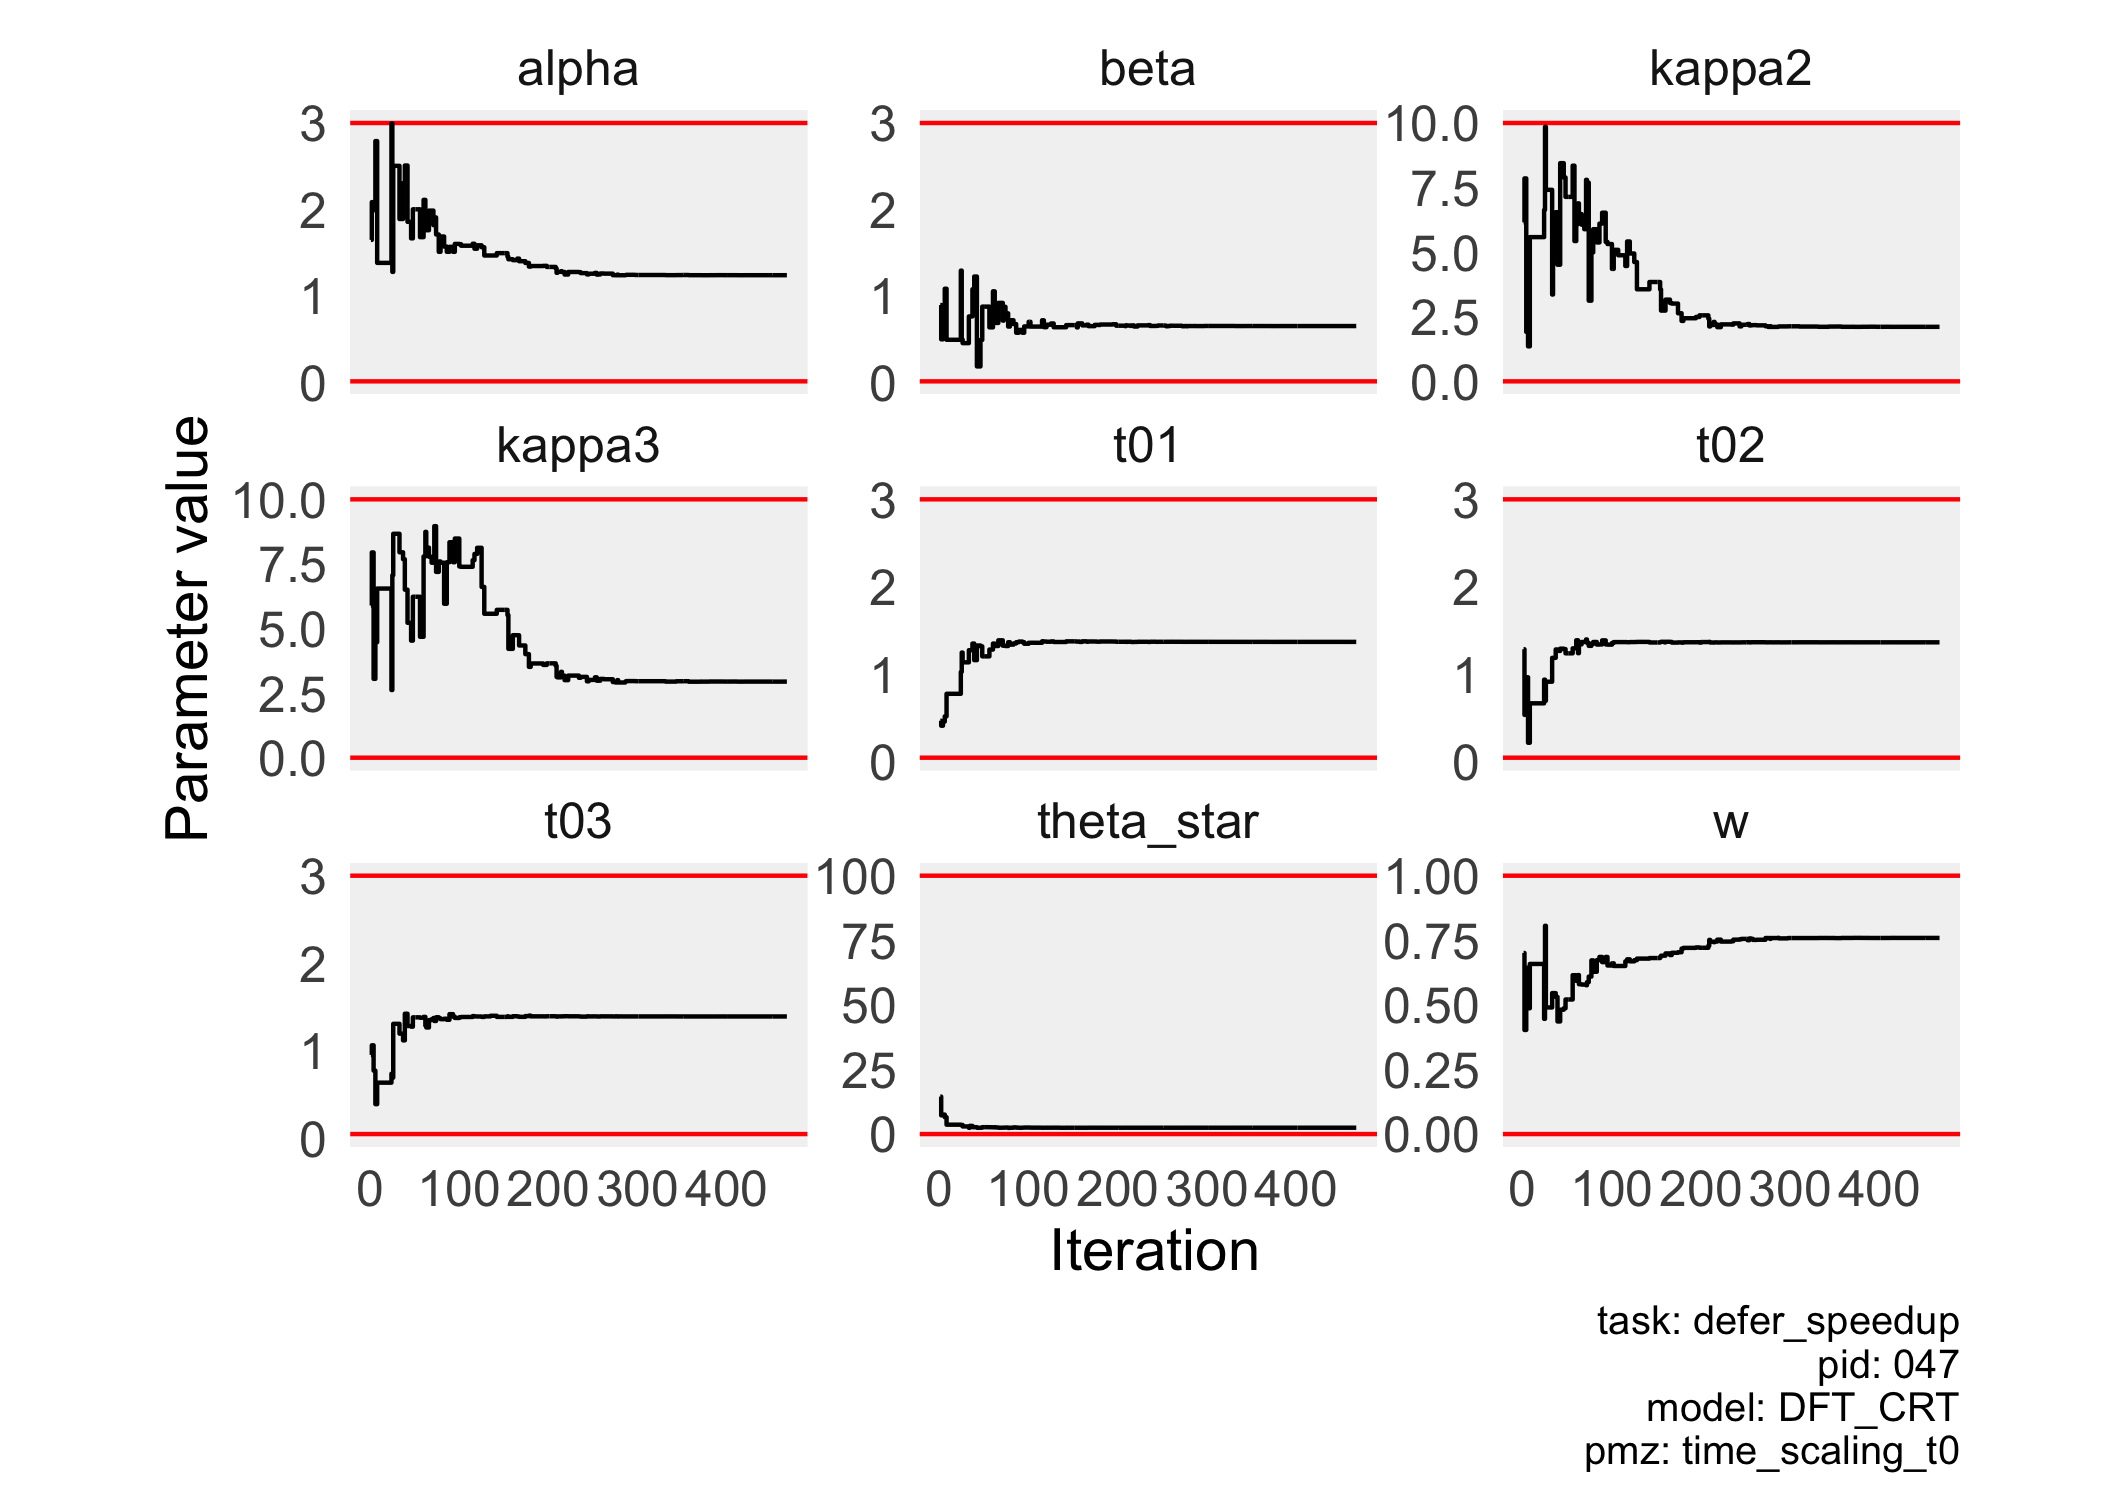 alpha
beta
kappa2
3
2
1
0
3
2
1
0
10.0
7.5
5.0
2.5
0.0
kappa3
t01
t02
10.0
7.5
5.0
2.5
0.0
3
2
1
0
3
2
1
0
t03
theta_star
w
3
2
1
0
100
75
50
25
0
1.00
0.75
0.50
0.25
0.00
0 100 200 300 400
0 100 200 300 400
0 100 200 300 400
Parameter value
Iteration
task: defer_speedup
pid: 047
model: DFT_CRT
pmz: time_scaling_t0